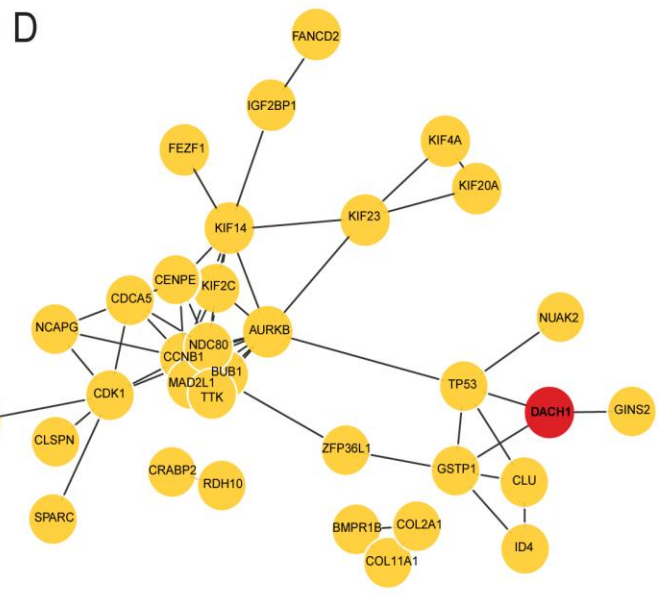 D
FANCD2
IGF2BP1
FEZF1
KIF4A
KIF20A
KIF14
KIF23
CENPE
KIF2C
CDCA5
NCAPG
AURKB
NUAK2
NDC80
CCNB1
BUB1
MAD2L1
TTK
CDK1
TP53
DACH1
GINS2
CLSPN
ZFP36L1
CRABP2
RDH10
GSTP1
CLU
SPARC
BMPR1B
COL2A1
COL11A1
ID4